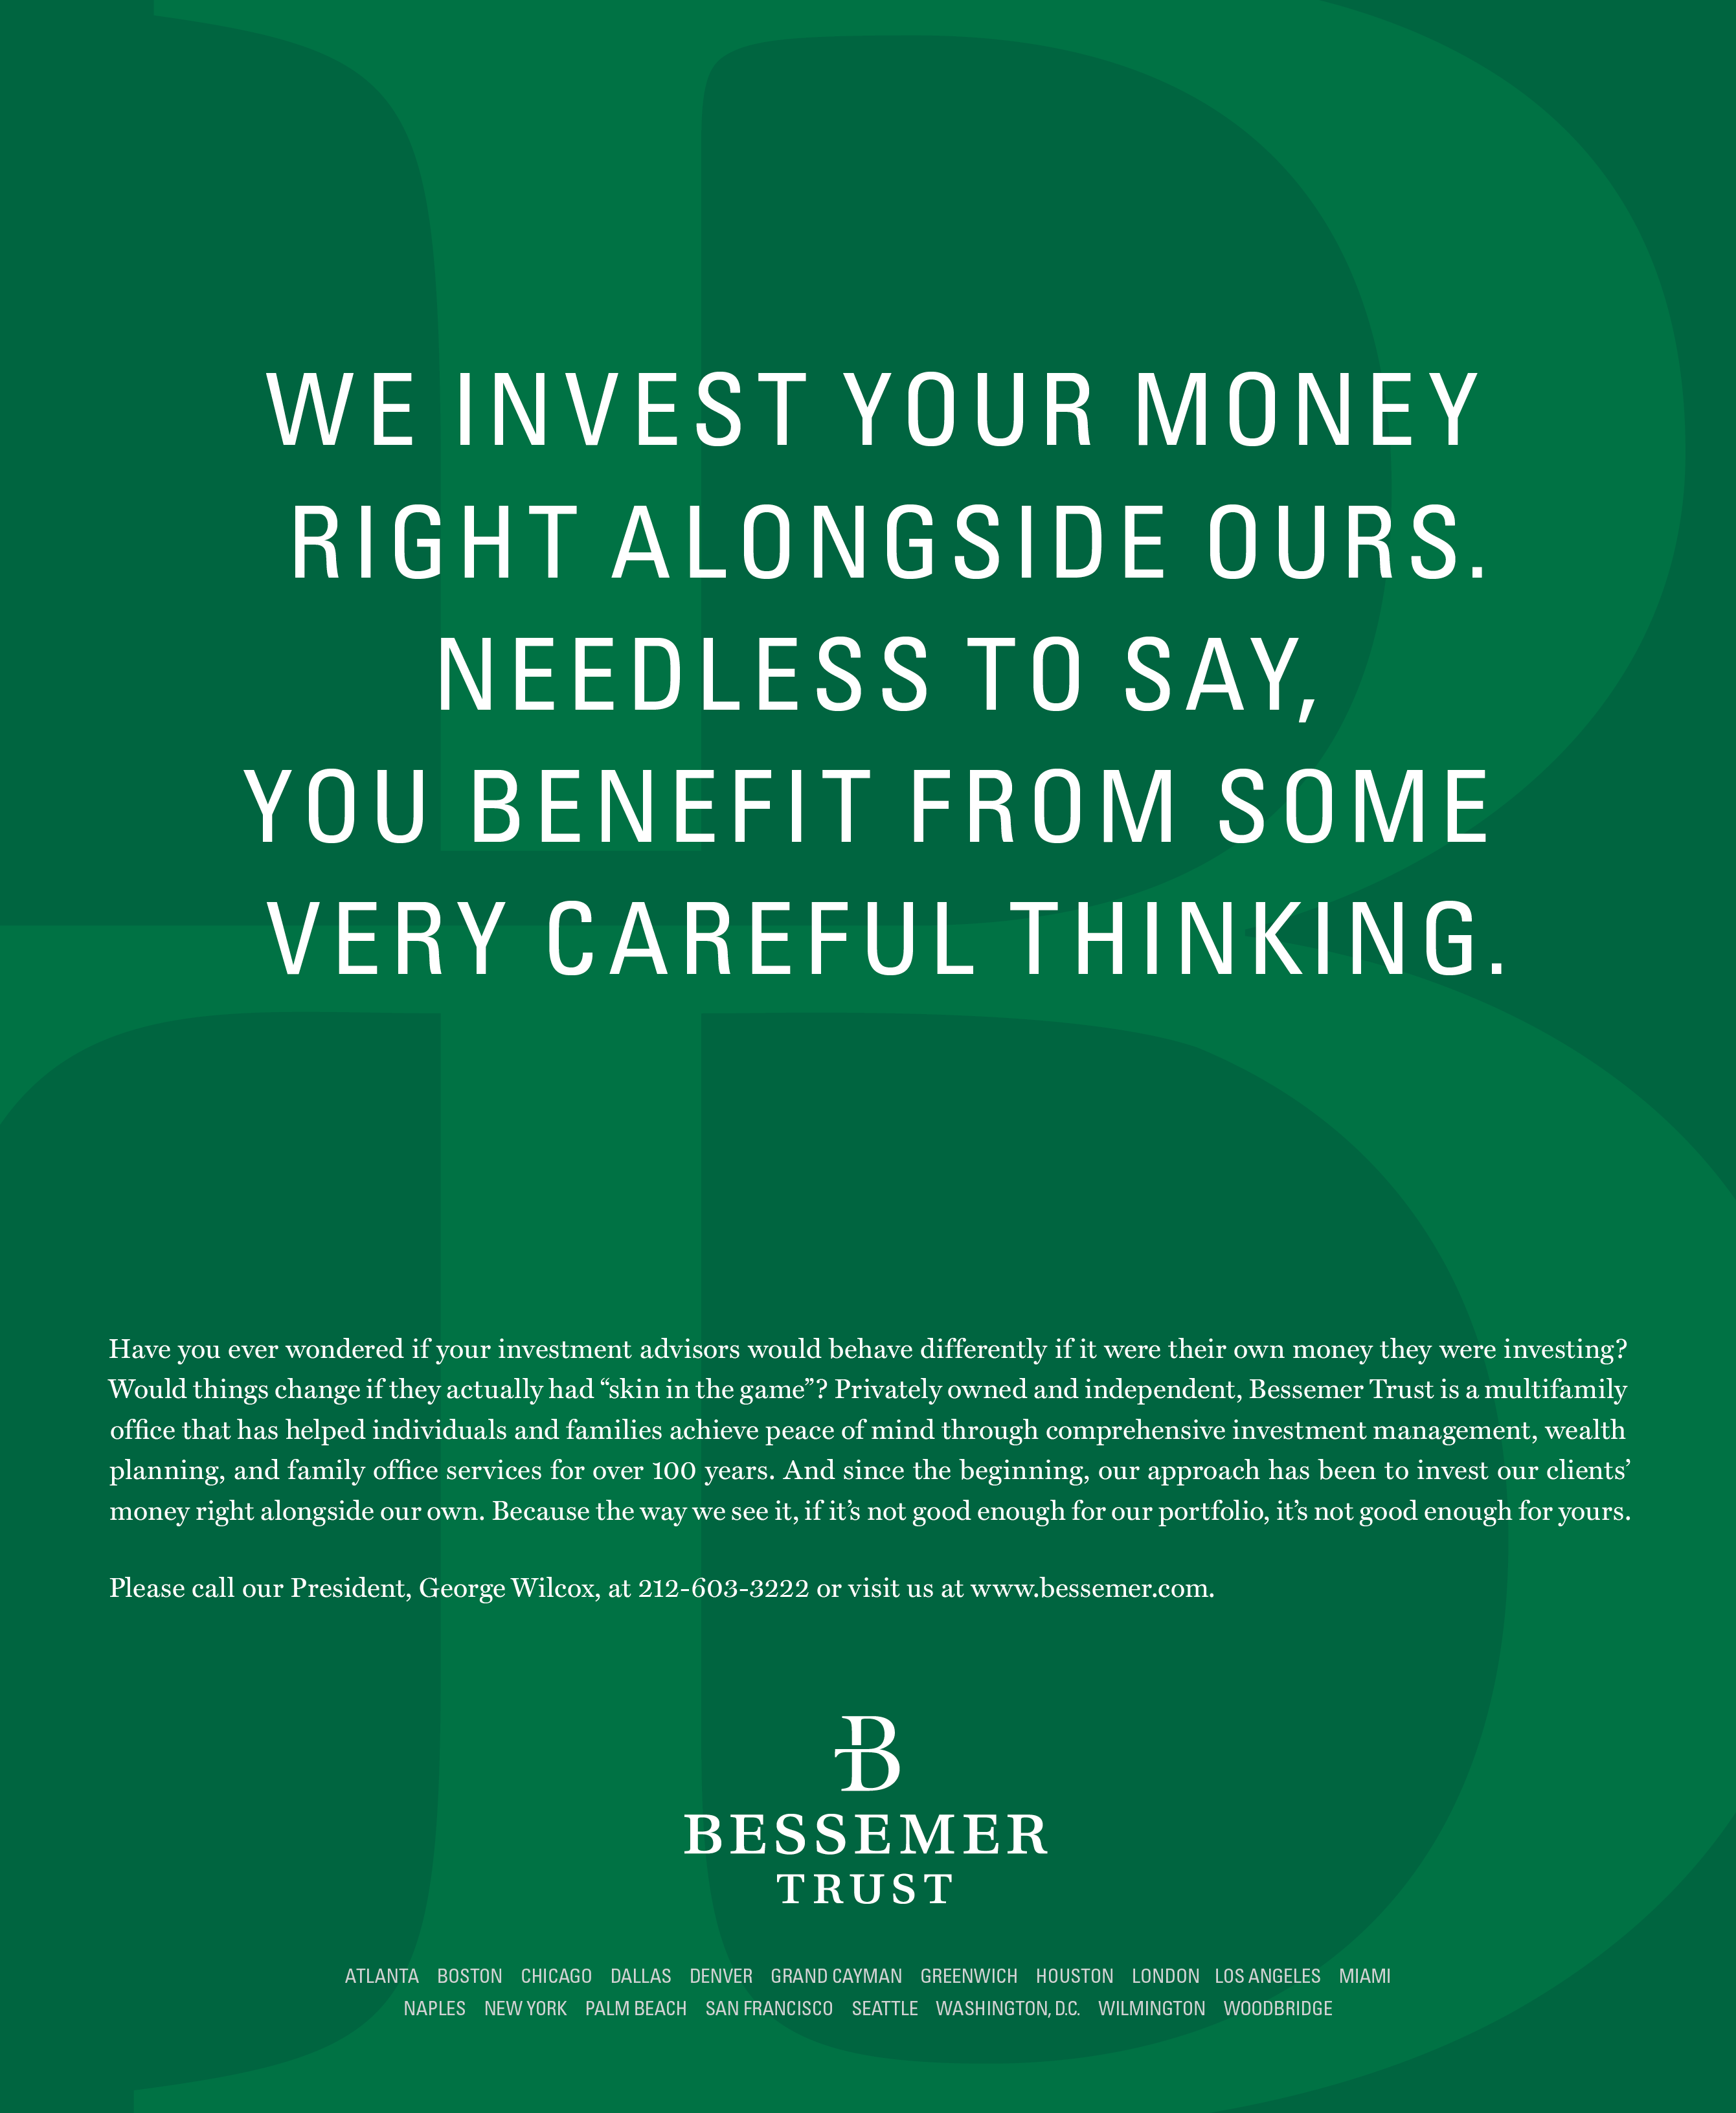 WE INVEST YOUR MONEY
RIGHT ALONGSIDE OURS.
NEEDLESS TO SAY,
YOU BENEFIT FROM SOME
VERY CAREFUL THINKING.
Have you ever wondered if your investment advisors would behave differently if it were their own money they were investing?
Would things change if they actually had “skin in the game”? Privately owned and independent, Bessemer Trust is a multifamily
office that has helped individuals and families achieve peace of mind through comprehensive investment management, wealth
planning, and family office services for over 100 years. And since the beginning, our approach has been to invest our clients’
money right alongside our own. Because the way we see it, if it’s not good enough for our portfolio, it’s not good enough for yours.
Please call our President, George Wilcox, at 212-603-3222 or visit us at www.bessemer.com.
B
BESSEMER
TRUST
ATLANTA BOSTON CHICAGO DALLAS DENVER GRAND CAYMAN GREENWICH HOUSTON LONDON LOS ANGELES MIAMI
NAPLES NEW YORK PALM BEACH SAN FRANCISCO SEATTLE WASHINGTON, D.C. WILMINGTON WOODBRIDGE